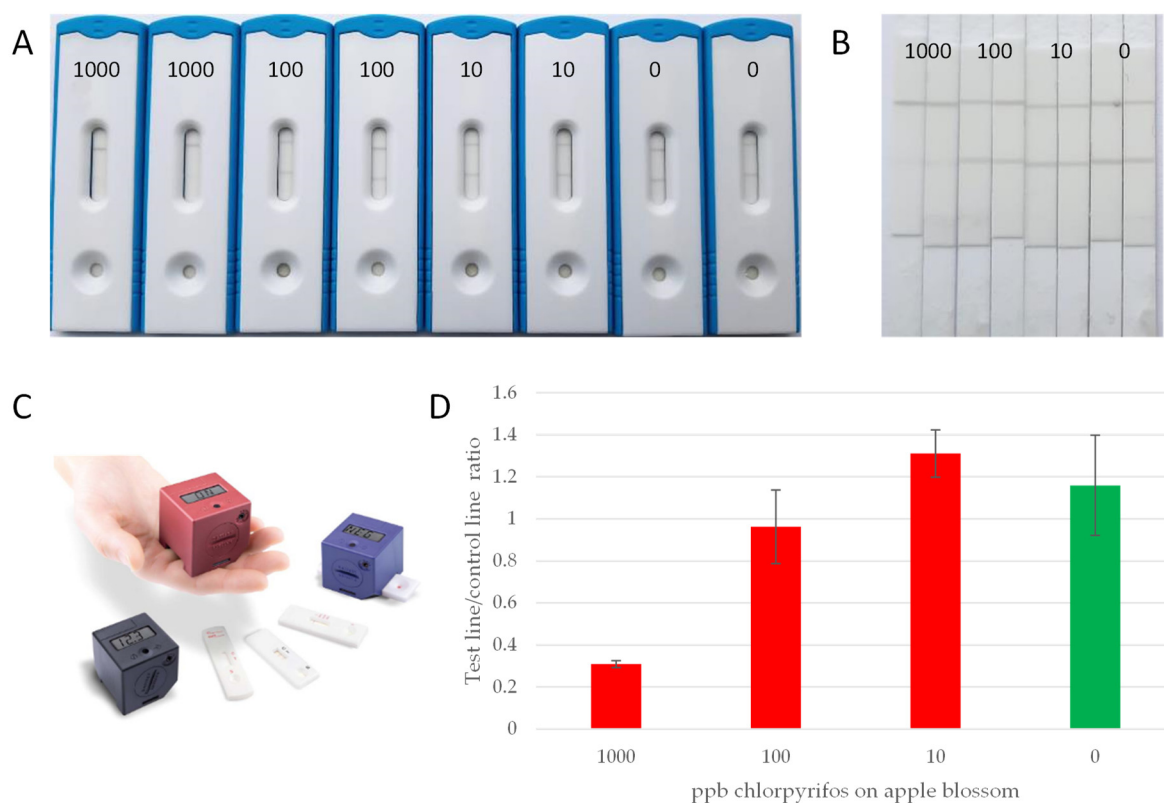 A
1000 1000 100 100 10 10 0 0
B
1000 100 10 0
C
D
Test line/control line ratio
1.6
1.4
1.2
1
0.8
0.6
0.4
0.2
0
1000 100 10 0
ppb chlorpyrifos on apple blossom